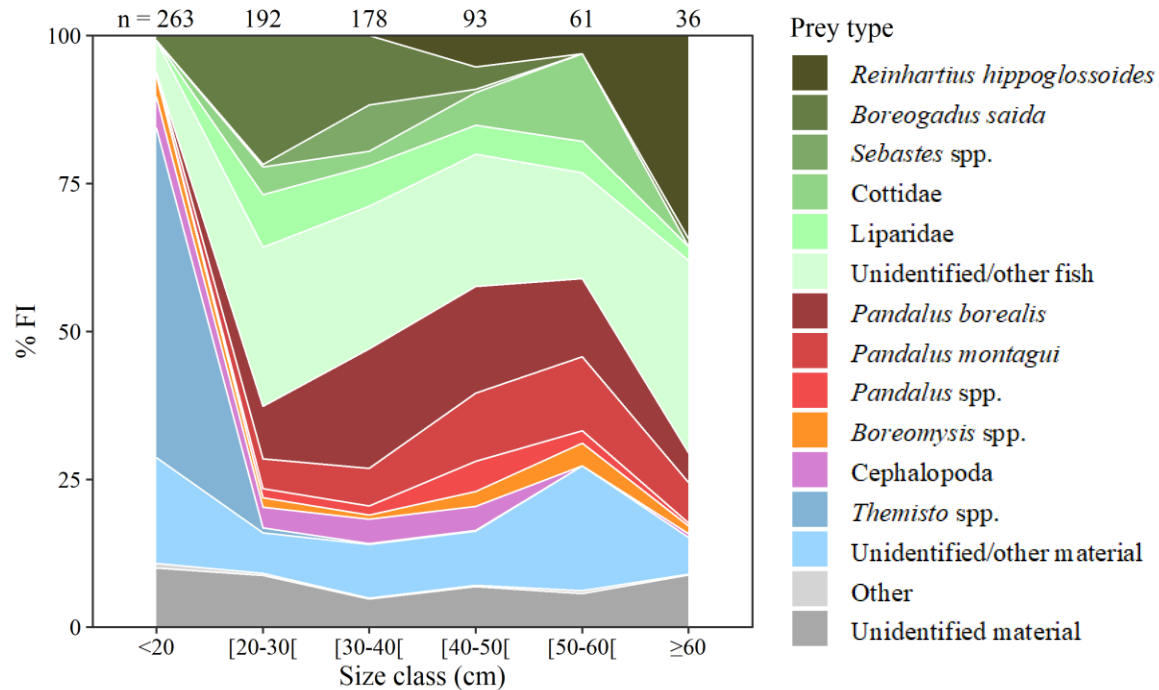 n = 263 192 178 93 61 36
100
75
50
25
0
% FI
<20 [20-30[ [30-40[ [40-50[ [50-60[ ≥60
Size class (cm)
Prey type
Reinhartius hippoglossoides
Boreogadus saida
Sebastes spp.
Cottidae
Liparidae
Unidentified/other fish
Pandalus borealis
Pandalus montagui
Pandalus spp.
Boreomysis spp.
Cephalopoda
Themisto spp.
Unidentified/other material
Other
Unidentified material